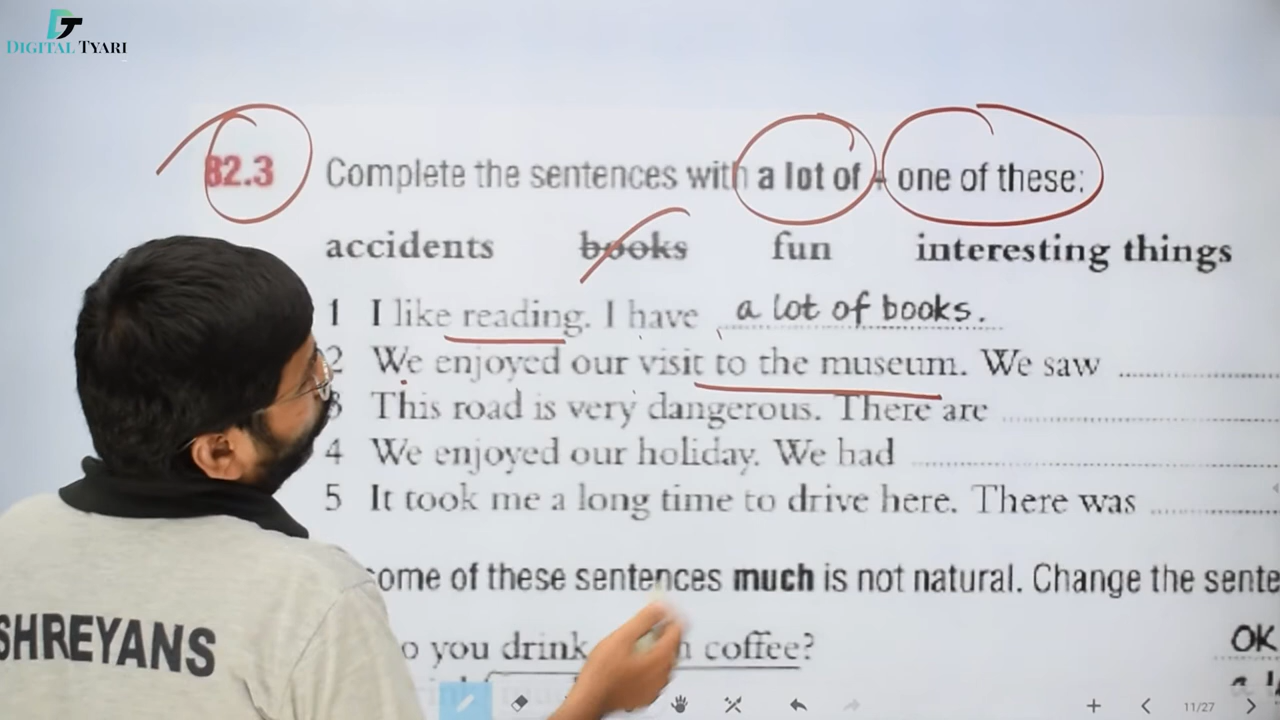 DIGITAL TYARI
82.3 Complete the sentences with a lot of + one of these:
accidents books fun interesting things
1 I like reading. I have a lot of books.
2 We enjoyed our visit to the museum. We saw
3 This road is very dangerous. There are
4 We enjoyed our holiday. We had
5 It took me a long time to drive here. There was
some of these sentences much is not natural. Change the sente
o you drink coffee? OK
SHREYANS
11/27